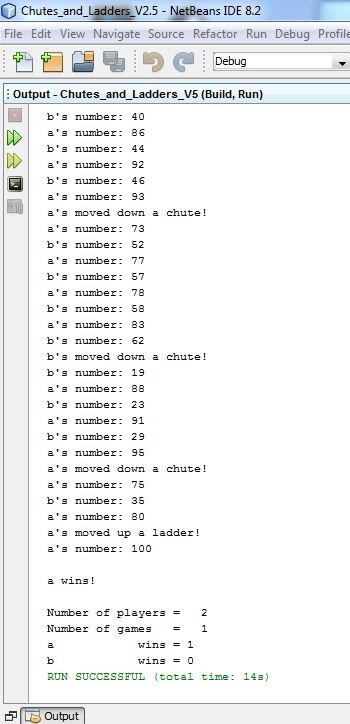 Chutes_and_Ladders_V2.5 - NetBeans IDE 8.2
File Edit View Navigate Source Refactor Run Debug Profile
Debug
Output - Chutes_and_Ladders_V5 (Build, Run)
b's number: 40
a's number: 86
b's number: 44
a's number: 92
b's number: 46
a's number: 93
a's moved down a chute!
a's number: 73
b's number: 52
a's number: 77
b's number: 57
a's number: 78
b's number: 58
a's number: 83
b's number: 62
b's moved down a chute!
b's number: 19
a's number: 88
b's number: 23
a's number: 91
b's number: 29
a's number: 95
a's moved down a chute!
a's number: 75
b's number: 35
a's number: 80
a's moved up a ladder!
a's number: 100
a wins!
Number of players = 2
Number of games = 1
a wins = 1
b wins = 0
RUN SUCCESSFUL (total time: 14s)
Output